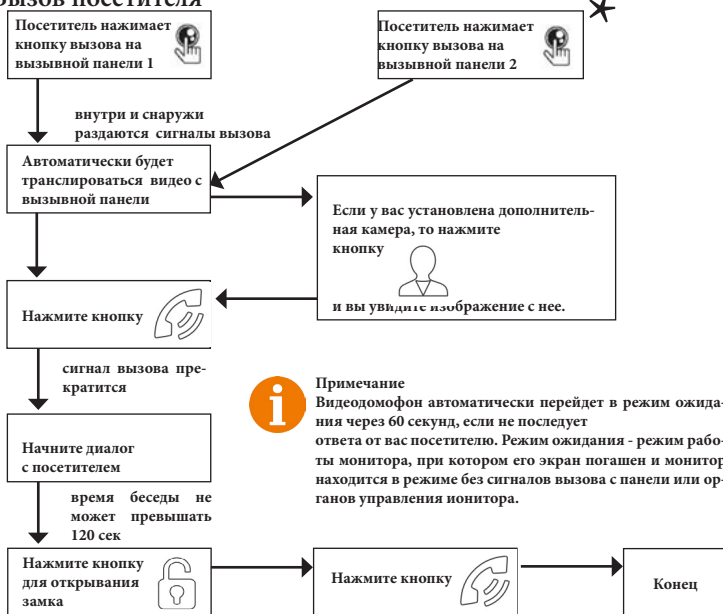 Вызов посетителя
Посетитель нажимает
кнопку вызова на
вызывной панели 1
Посетитель нажимает
кнопку вызова на
вызывной панели 2
внутри и снаружи
раздаются сигналы вызова
Автоматически будет
транслироваться видео с
вызывной панели
Если у вас установлена дополнитель-
ная камера, то нажмите
кнопку
и вы увидите изображение с нее.
Нажмите кнопку
сигнал вызова пре-
кратится
Примечание
Видеодомофон автоматически перейдет в режим ожида-
ния через 60 секунд, если не последует
ответа от вас посетителю. Режим ожидания - режим рабо-
ты монитора, при котором его экран погашен и монитор
находится в режиме без сигналов вызова с панели или ор-
ганов управления ионитора.
Начните диалог
с посетителем
время беседы не
может превышать
120 сек
Нажмите кнопку
для открывания
замка
Нажмите кнопку
Конец